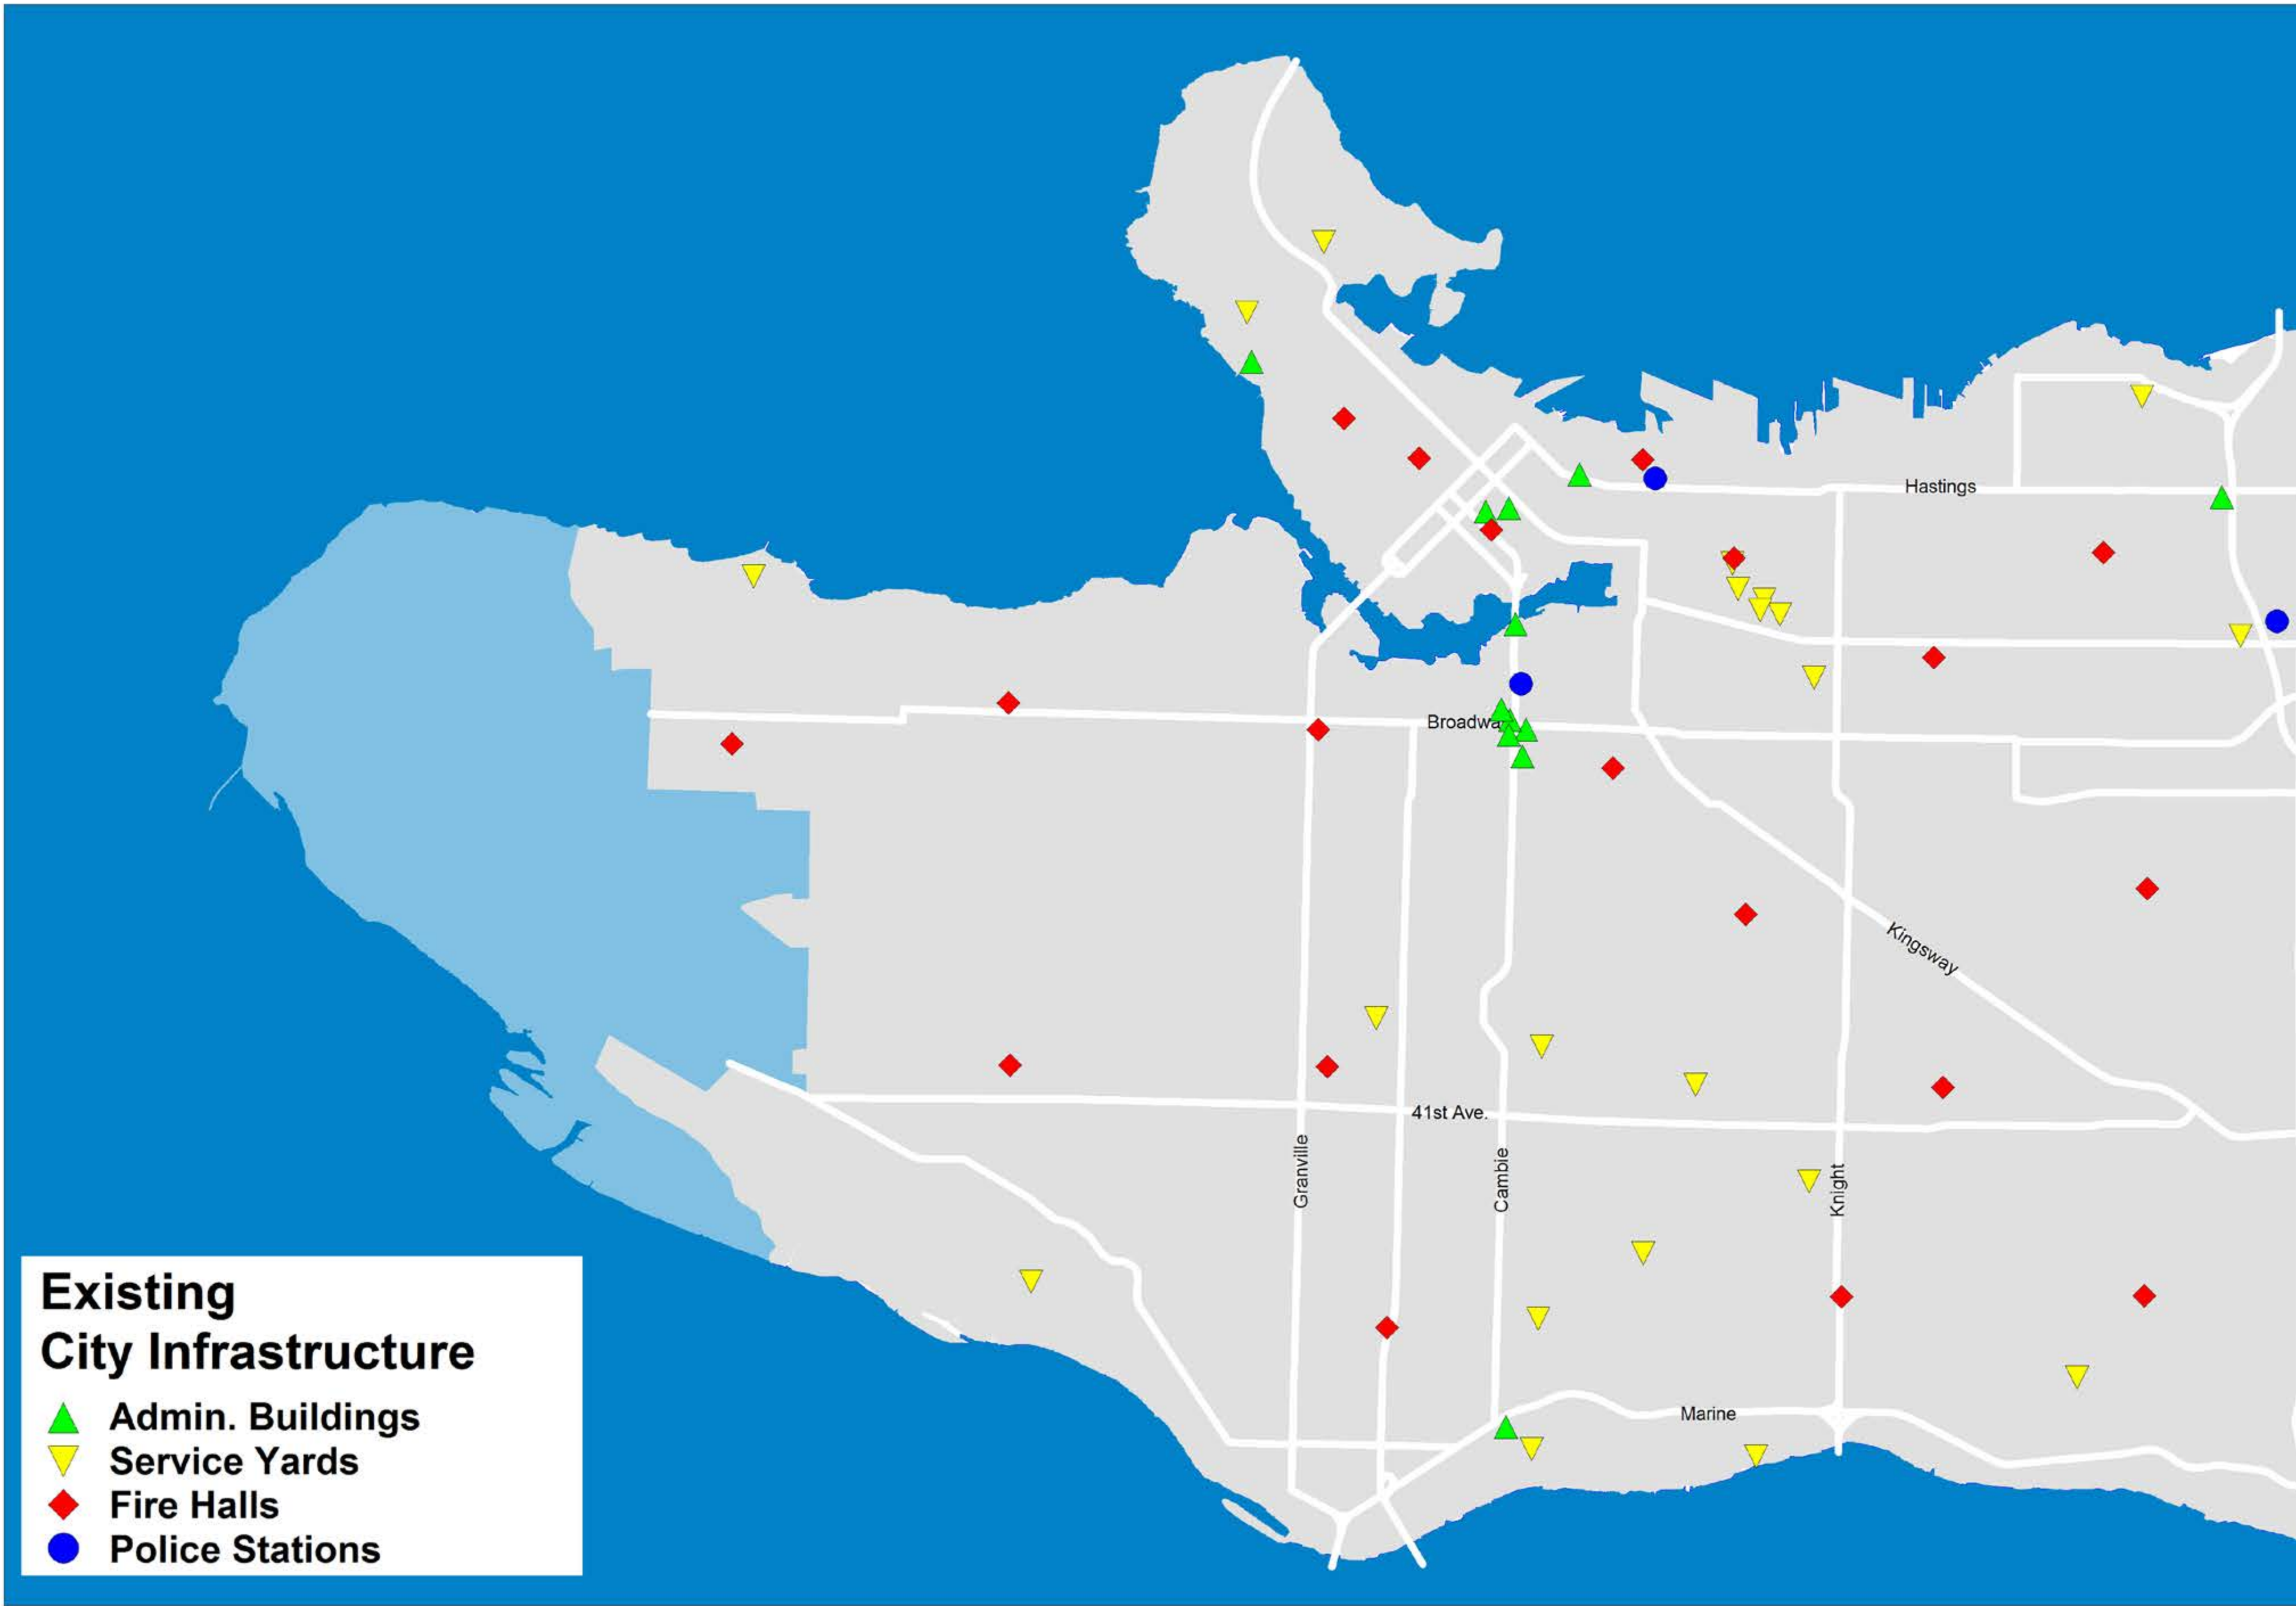 Hastings
Broadwa
Kingsway
41st Ave.
Granville
Cambie
Knight
Marine
Existing
City Infrastructure
Admin. Buildings
Service Yards
Fire Halls
Police Stations